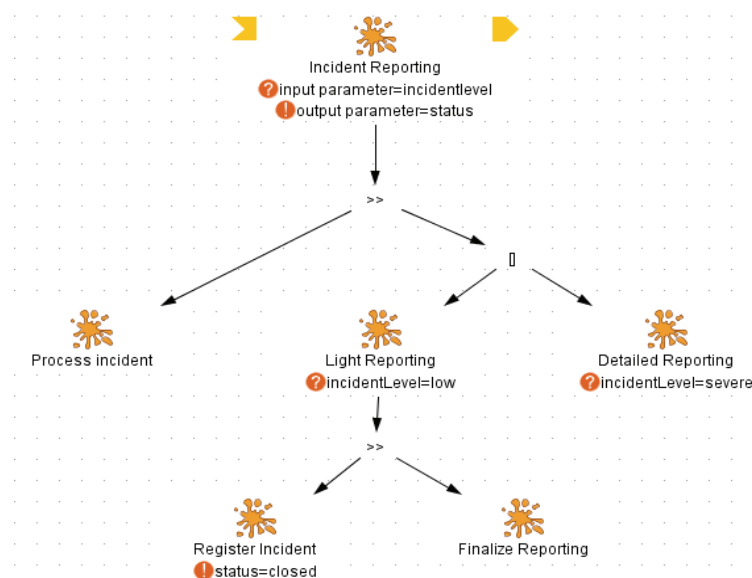 Incident Reporting
? input parameter=incidentlevel
! output parameter=status
>>
[]
Process incident
Light Reporting
? incidentLevel=low
Detailed Reporting
? incidentLevel=severe
>>
Register Incident
! status=closed
Finalize Reporting